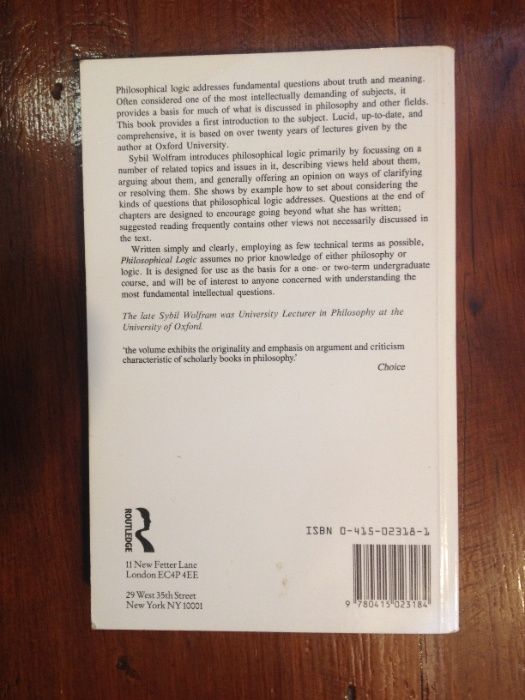 Philosophical logic addresses fundamental questions about truth and meaning.
Often considered one of the most intellectually demanding of subjects, it
provides a basis for much of what is discussed in philosophy and other fields.
This book provides a first introduction to the subject. Lucid, up-to-date, and
comprehensive, it is based on over twenty years of lectures given by the
author at Oxford University.
Sybil Wolfram introduces philosophical logic primarily by focussing on a
number of related topics and issues in it, describing views held about them,
arguing about them, and generally offering an opinion on ways of clarifying
or resolving them. She shows by example how to set about considering the
kinds of questions that philosophical logic addresses. Questions at the end of
chapters are designed to encourage going beyond what she has written;
suggested reading frequently contains other views not necessarily discussed in
the text.
Written simply and clearly, employing as few technical terms as possible,
Philosophical Logic assumes no prior knowledge of either philosophy or
logic. It is designed for use as the basis for a one- or two-term undergraduate
course, and will be of interest to anyone concerned with understanding the
most fundamental intellectual questions.
The late Sybil Wolfram was University Lecturer in Philosophy at the
University of Oxford.
'the volume exhibits the originality and emphasis on argument and criticism
characteristic of scholarly books in philosophy.'
Choice
ROUTLEDGE
11 New Fetter Lane
London EC4P 4EE
29 West 35th Street
New York NY 10001
ISBN 0-415-02318-1
9 780415 023184